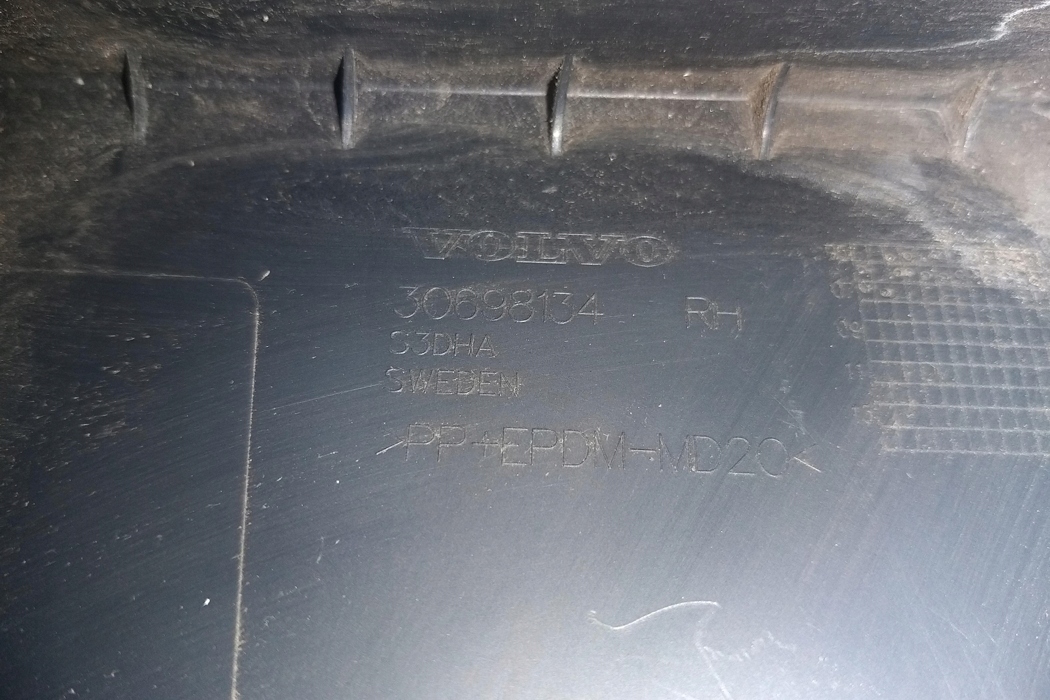 VOLVO
30698134 RH
S3DHA
SWEDEN
>PP+EPDM-MD20<